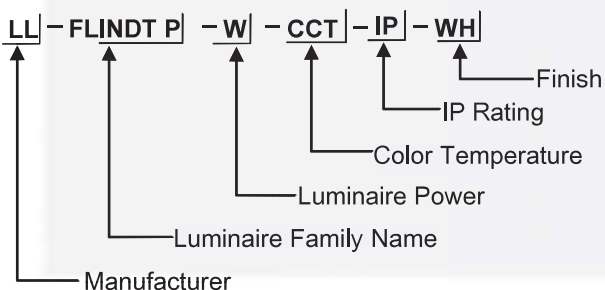 LL - FLINDT P - W - CCT - IP - WH
Finish
IP Rating
Color Temperature
Luminaire Power
Luminaire Family Name
Manufacturer